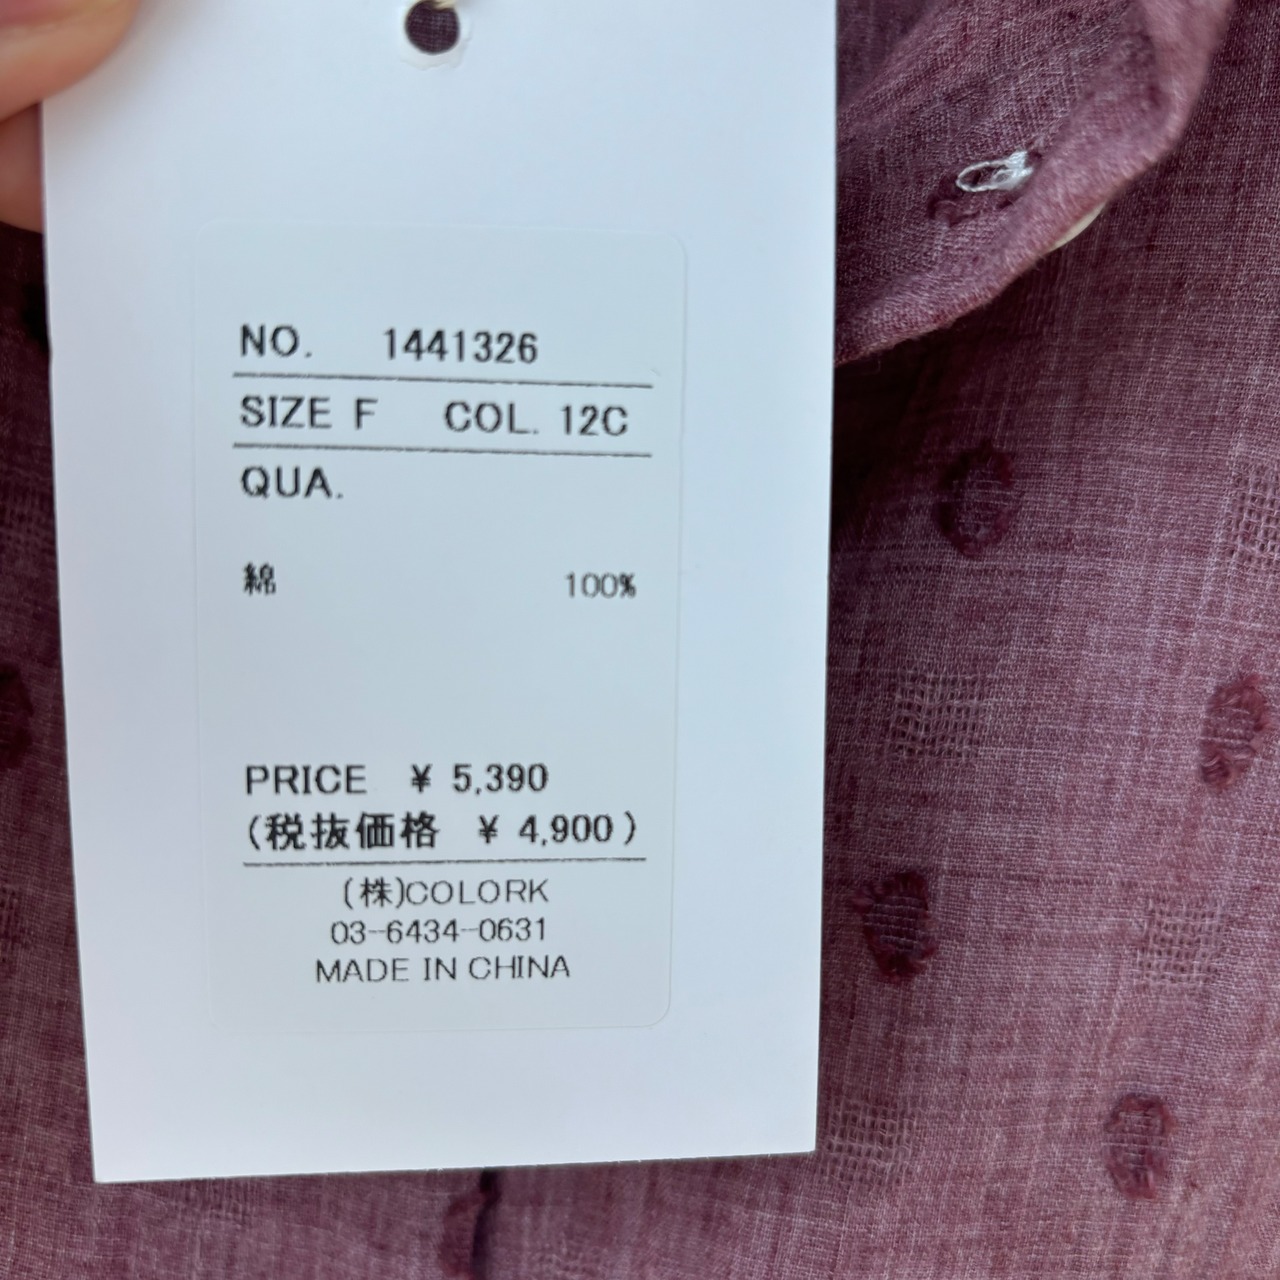 NO. 1441326
SIZE F COL. 12C
QUA.
綿 100%
PRICE ¥ 5,390
(税抜価格 ¥ 4,900)
(株)COLORK
03-6434-0631
MADE IN CHINA